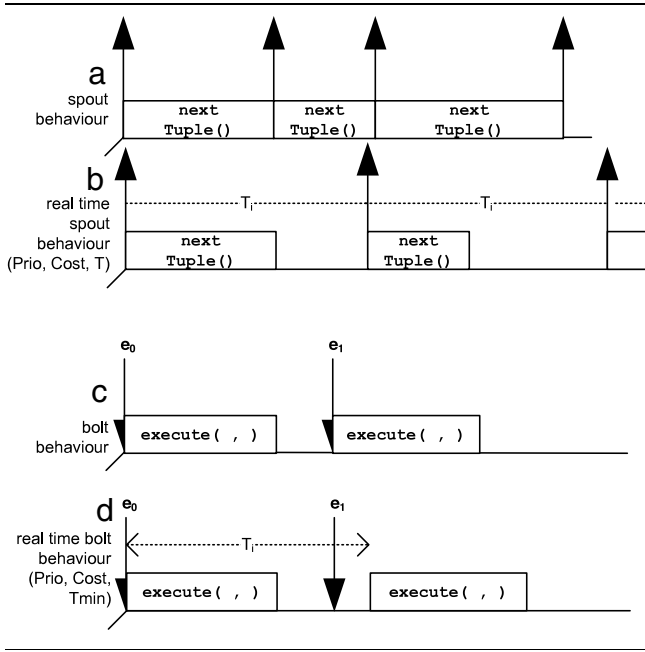 a
spout
behaviour
next
Tuple()
next
Tuple()
next
Tuple()
b
real time
spout
behaviour
(Prio, Cost, T)
Ti
Ti
next
Tuple()
next
Tuple()
c
bolt
behaviour
e0
e1
execute( , )
execute( , )
d
real time bolt
behaviour
(Prio, Cost,
Tmin)
e0
e1
Ti
execute( , )
execute( , )